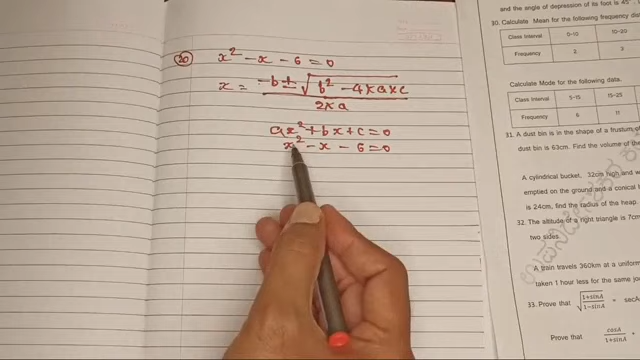 20 x² - x - 6 = 0
x = -b ± √b² - 4×a×c
2×a
ax² + bx + c = 0
x² - x - 6 = 0
the angle of depression of its foot is 45°
30. Calculate Mean for the following frequency
Class Interval 0-10 10-20
Frequency 2 3
Calculate Mode for the following data.
Class Interval 5-15 15-25
Frequency 6 11
31. A dust bin is in the shape of a frustum of
dust bin is 63cm. Find the volume of the
A cylindrical bucket, 32cm high and w
emptied on the ground and a conical
is 24cm, find the radius of the heap.
32. The altitude of a right triangle is 7cm
two sides.
A train travels 360km at a uniform
taken 1 hour less for the same jou
33. Prove that √1+sinA/1-sinA = secA
Prove that cosA/1+sinA +